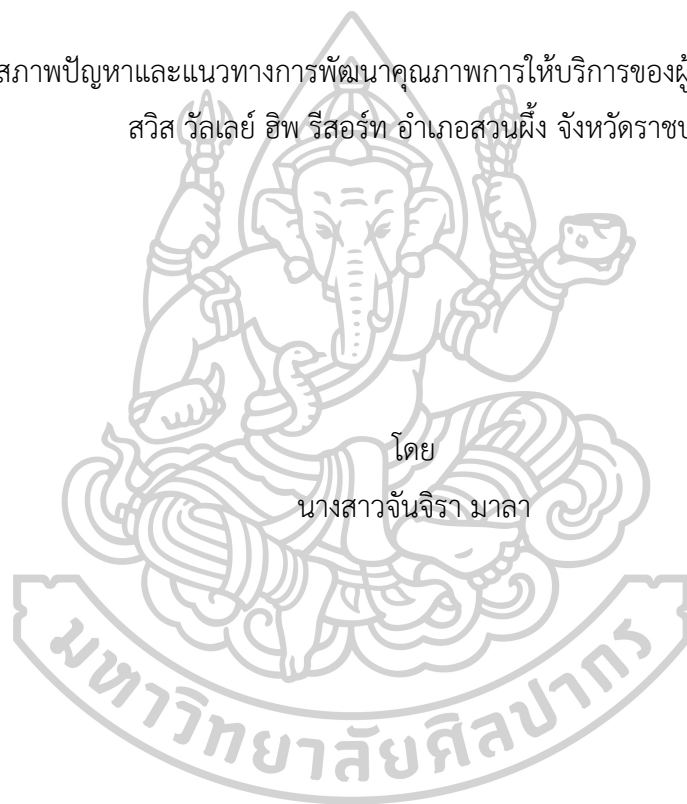 สภาพปัญหาและแนวทางการพัฒนาคุณภาพการให้บริการของผู้
สวิส วัลเลย์ ฮิพ รีสอร์ท อำเภอสวนผึ้ง จังหวัดราชบ
โดย
นางสาวจันจิรา มาลา
มหาวิทยาลัยศิลปากร